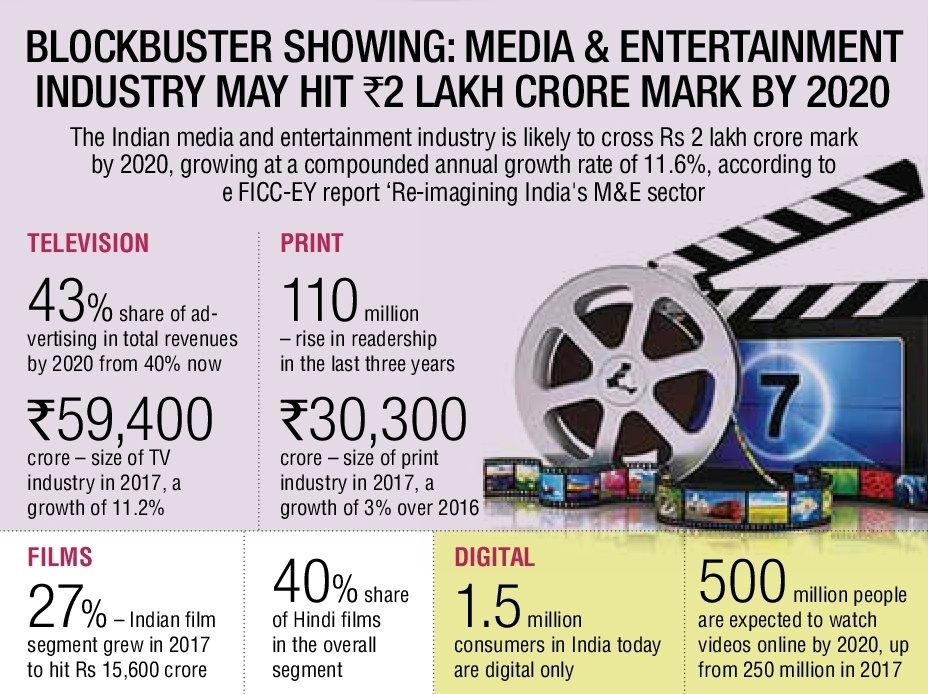 BLOCKBUSTER SHOWING: MEDIA & ENTERTAINMENT
INDUSTRY MAY HIT ₹2 LAKH CRORE MARK BY 2020
The Indian media and entertainment industry is likely to cross Rs 2 lakh crore mark
by 2020, growing at a compounded annual growth rate of 11.6%, according to
e FICC-EY report ‘Re-imagining India's M&E sector
TELEVISION
43% share of ad-
vertising in total revenues
by 2020 from 40% now
₹59,400
crore – size of TV
industry in 2017, a
growth of 11.2%
PRINT
110 million
– rise in readership
in the last three years
₹30,300
crore – size of print
industry in 2017, a
growth of 3% over 2016
7
FILMS
27% – Indian film
segment grew in 2017
to hit Rs 15,600 crore
40% share
of Hindi films
in the overall
segment
DIGITAL
1.5 million
consumers in India today
are digital only
500 million people
are expected to watch
videos online by 2020, up
from 250 million in 2017